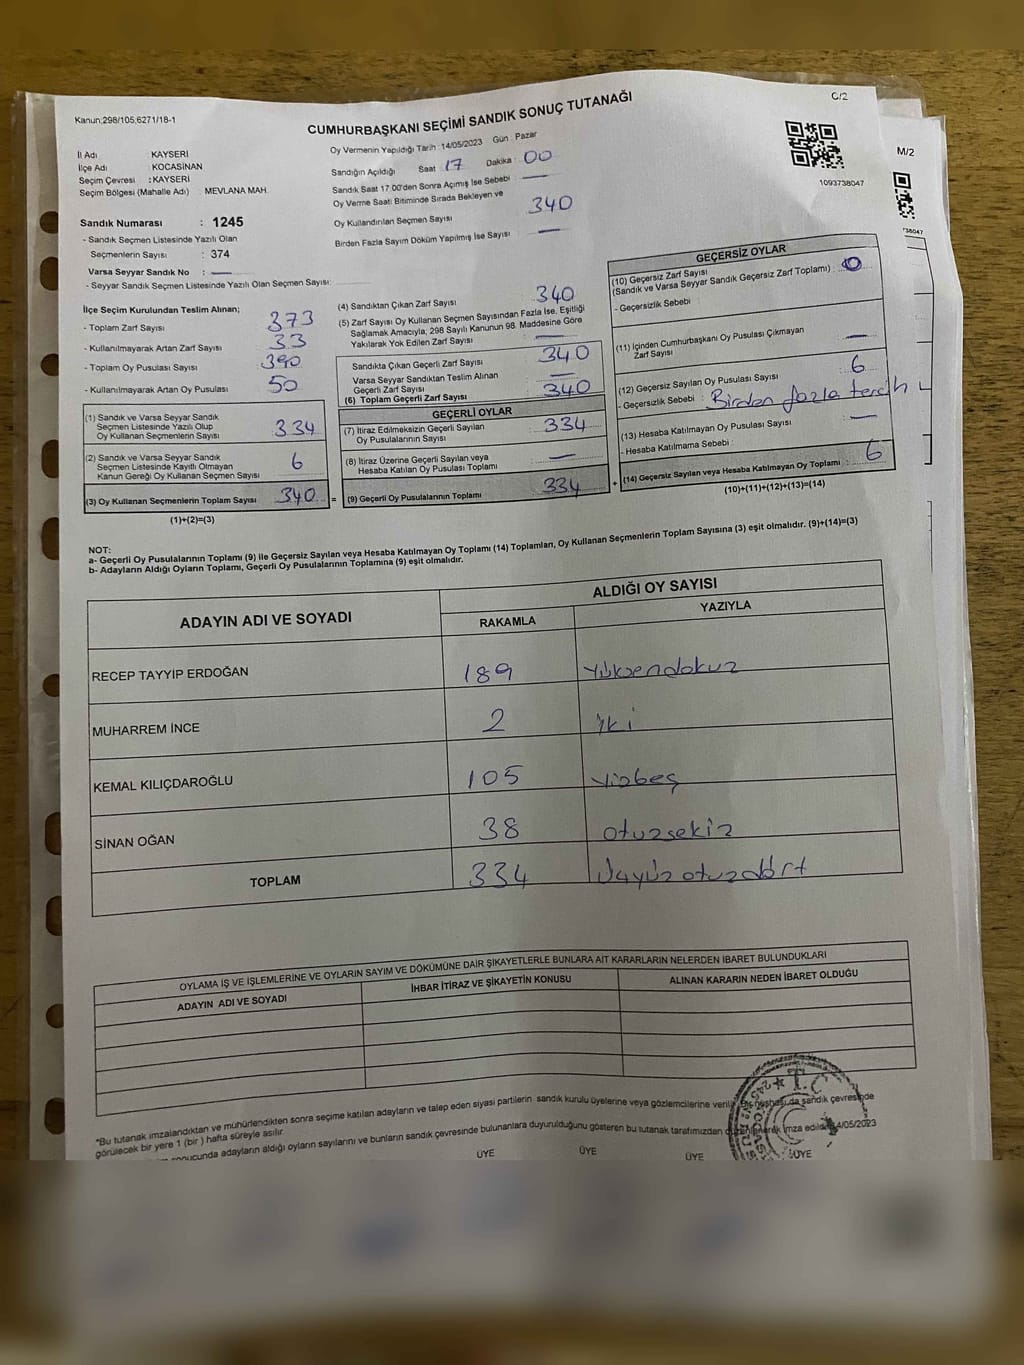 Kanun;298/105;6271/18-1
C/2
CUMHURBAŞKANI SEÇİMİ SANDIK SONUÇ TUTANAĞI
M/2
İl Adı KAYSERİ
İlçe Adı : KOCASİNAN
Seçim Çevresi : KAYSERİ
Seçim Bölgesi (Mahalle Adı) : MEVLANA MAH.
Sandık Numarası : 1245
- Sandık Seçmen Listesinde Yazılı Olan
Seçmenlerin Sayısı : 374
Varsa Seyyar Sandık No : —
- Seyyar Sandık Seçmen Listesinde Yazılı Olan Seçmen Sayısı:
Oy Vermenin Yapıldığı Tarih : 14/05/2023 Gün : Pazar
Sandığın Açıldığı Saat 17 Dakika : 00
Sandık Saat 17.00'den Sonra Açımış İse Sebebi : —
Oy Verme Saati Bitiminde Sırada Bekleyen ve
Oy Kullandırılan Seçmen Sayısı 340
Birden Fazla Sayım Döküm Yapılmış İse Sayısı : —
1093738047
38047
İlçe Seçim Kurulundan Teslim Alınan;
- Toplam Zarf Sayısı 373
- Kullanılmayarak Artan Zarf Sayısı 33
- Toplam Oy Pusulası Sayısı 390
- Kullanılmayarak Artan Oy Pusulası 50
(1) Sandık ve Varsa Seyyar Sandık
Seçmen Listesinde Yazılı Olup
Oy Kullanan Seçmenlerin Sayısı 334
(2) Sandık ve Varsa Seyyar Sandık
Seçmen Listesinde Kayıtlı Olmayan
Kanun Gereği Oy Kullanan Seçmen Sayısı 6
(3) Oy Kullanan Seçmenlerin Toplam Sayısı 340 =
(1)+(2)=(3)
(4) Sandıktan Çıkan Zarf Sayısı 340
(5) Zarf Sayısı Oy Kullanan Seçmen Sayısından Fazla İse, Eşitliği
Sağlamak Amacıyla, 298 Sayılı Kanunun 98. Maddesine Göre
Yakılarak Yok Edilen Zarf Sayısı : —
Sandıkta Çıkan Geçerli Zarf Sayısı 340
Varsa Seyyar Sandıktan Teslim Alınan
Geçerli Zarf Sayısı : —
(6) Toplam Geçerli Zarf Sayısı 340
GEÇERLİ OYLAR
(7) İtiraz Edilmeksizin Geçerli Sayılan
Oy Pusulalarının Sayısı 334
(8) İtiraz Üzerine Geçerli Sayılan veya
Hesaba Katılan Oy Pusulası Toplamı —
(9) Geçerli Oy Pusulalarının Toplamı 334 +
GEÇERSİZ OYLAR
(10) Geçersiz Zarf Sayısı
(Sandık ve Varsa Seyyar Sandık Geçersiz Zarf Toplamı) : 0
- Geçersizlik Sebebi :
(11) İçinden Cumhurbaşkanı Oy Pusulası Çıkmayan
Zarf Sayısı —
(12) Geçersiz Sayılan Oy Pusulası Sayısı : 6
- Geçersizlik Sebebi : Birden fazla tercih
(13) Hesaba Katılmayan Oy Pusulası Sayısı —
- Hesaba Katılmama Sebebi :
(14) Geçersiz Sayılan veya Hesaba Katılmayan Oy Toplamı : 6
(10)+(11)+(12)+(13)=(14)
NOT:
a- Geçerli Oy Pusulalarının Toplamı (9) ile Geçersiz Sayılan veya Hesaba Katılmayan Oy Toplamı (14) Toplamları, Oy Kullanan Seçmenlerin Toplam Sayısına (3) eşit olmalıdır. (9)+(14)=(3)
b- Adayların Aldığı Oyların Toplamı, Geçerli Oy Pusulalarının Toplamına (9) eşit olmalıdır.
ADAYIN ADI VE SOYADI ALDIĞI OY SAYISI
RAKAMLA YAZIYLA
RECEP TAYYİP ERDOĞAN 189 yüksendokuz
MUHARREM İNCE 2 iki
KEMAL KILIÇDAROĞLU 105 yüzbeş
SİNAN OĞAN 38 otuzsekiz
TOPLAM 334 üçyüz otuzdört
OYLAMA İŞ VE İŞLEMLERİNE VE OYLARIN SAYIM VE DÖKÜMÜNE DAİR ŞİKAYETLERLE BUNLARA AİT KARARLARIN NELERDEN İBARET BULUNDUKLARI
ADAYIN ADI VE SOYADI İHBAR İTİRAZ VE ŞİKAYETİN KONUSU ALINAN KARARIN NEDEN İBARET OLDUĞU
T.C
*Bu tutanak imzalandıktan ve mühürlendikten sonra seçime katılan adayların ve talep eden siyasi partilerin sandık kurulu üyelerine veya gözlemcilerine verilir. Bir nüshası da sandık çevresinde
görülecek bir yere 1 (bir ) hafta süreyle asılır.
sonucunda adayların aldığı oyların sayılarını ve bunların sandık çevresinde bulunanlara duyurulduğunu gösteren bu tutanak tarafımızdan düzenlenerek imza edildi. 14/05/2023
ÜYE ÜYE ÜYE ÜYE